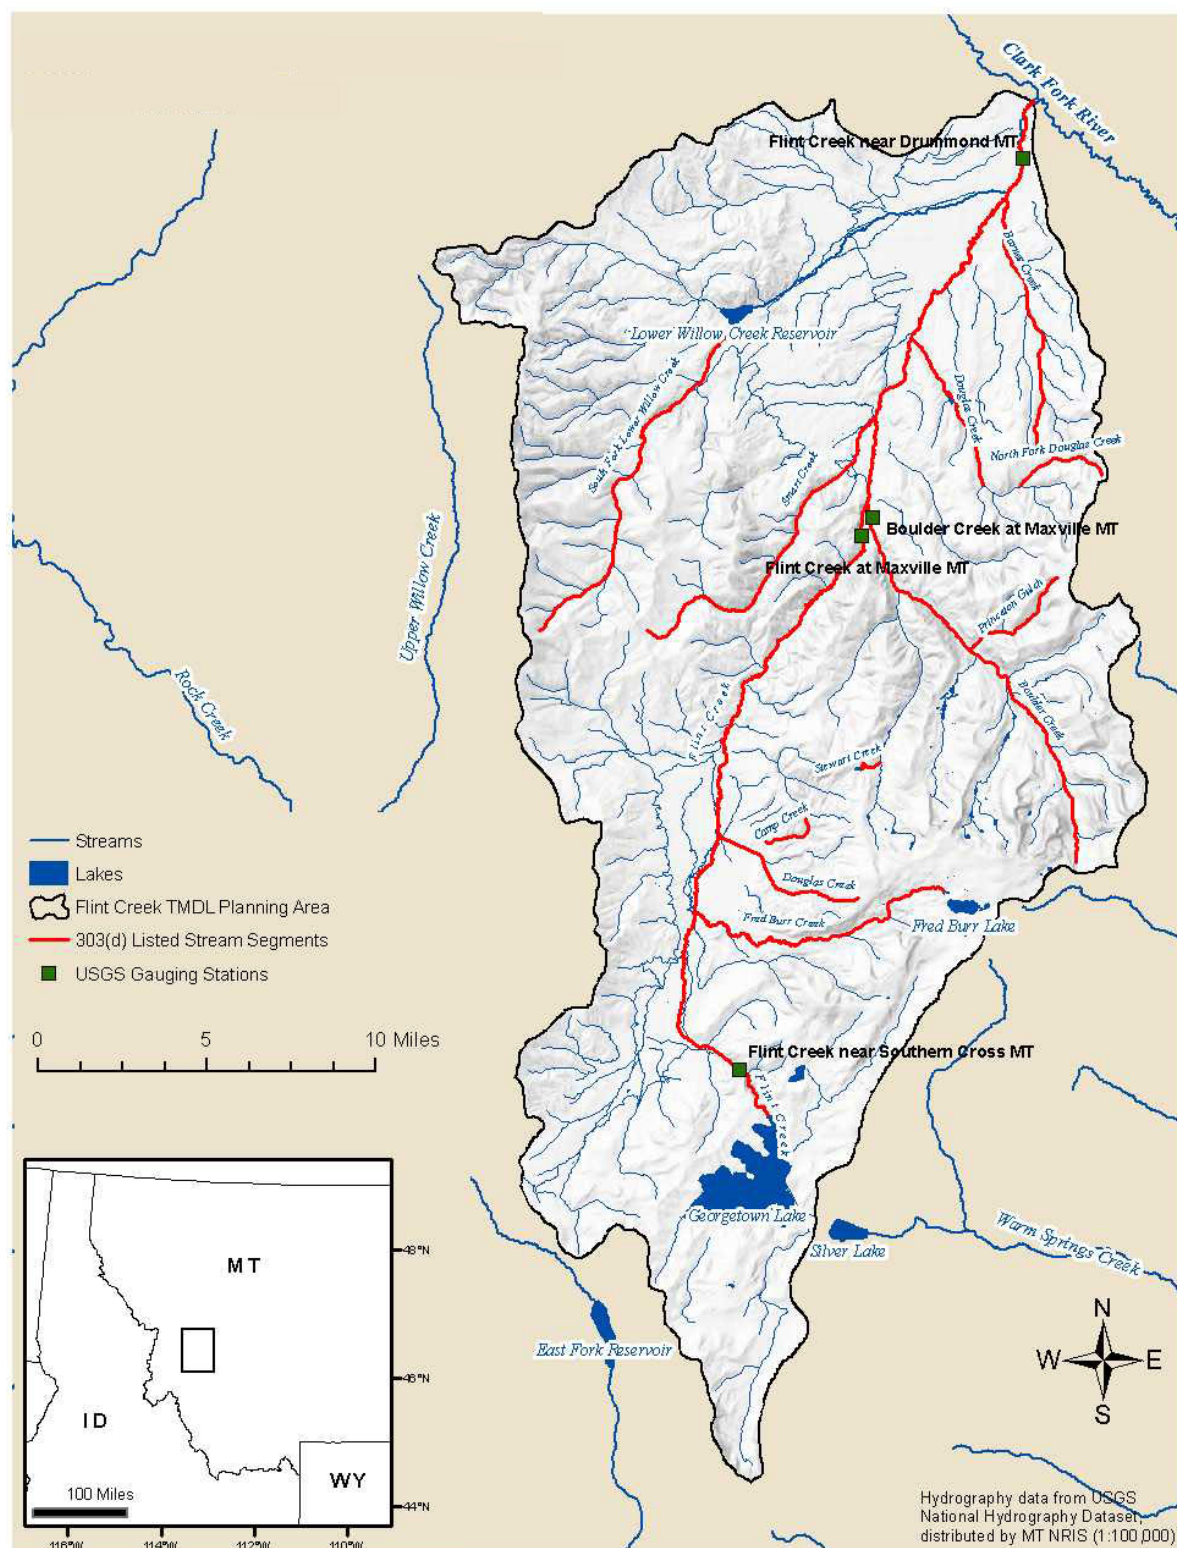 Clark Fork River
Flint Creek near Drummond MT
Barnes Creek
Lower Willow Creek Reservoir
South Fork Lower Willow Creek
Douglas Creek
North Fork Douglas Creek
Smart Creek
Boulder Creek at Maxville MT
Flint Creek at Maxville MT
Upper Willow Creek
Princeton Gulch
Rock Creek
Boulder Creek
Flint Creek
Stewart Creek
Camp Creek
Douglas Creek
Fred Burr Creek
Fred Burr Lake
Streams
Lakes
Flint Creek TMDL Planning Area
303(d) Listed Stream Segments
USGS Gauging Stations
0 5 10 Miles
Flint Creek near Southern Cross MT
Flint Creek
Georgetown Lake
Silver Lake
Warm Springs Creek
East Fork Reservoir
N
W E
S
MT
ID
WY
48°N
46°N
44°N
100 Miles
116°W 114°W 112°W 110°W
Hydrography data from USGS
National Hydrography Dataset,
distributed by MT NRIS (1:100,000)